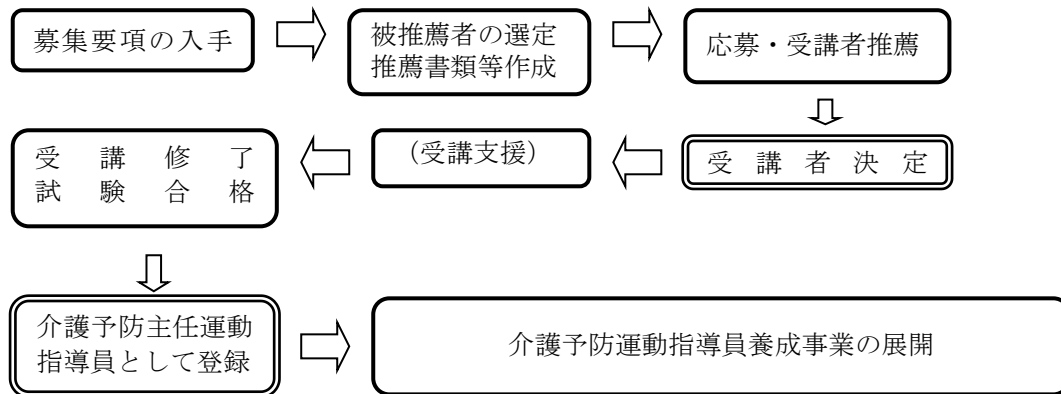 募集要項の入手
被推薦者の選定
推薦書類等作成
応募・受講者推薦
受講者決定
(受講支援)
受講修了
試験合格
介護予防主任運動
指導員として登録
介護予防運動指導員養成事業の展開